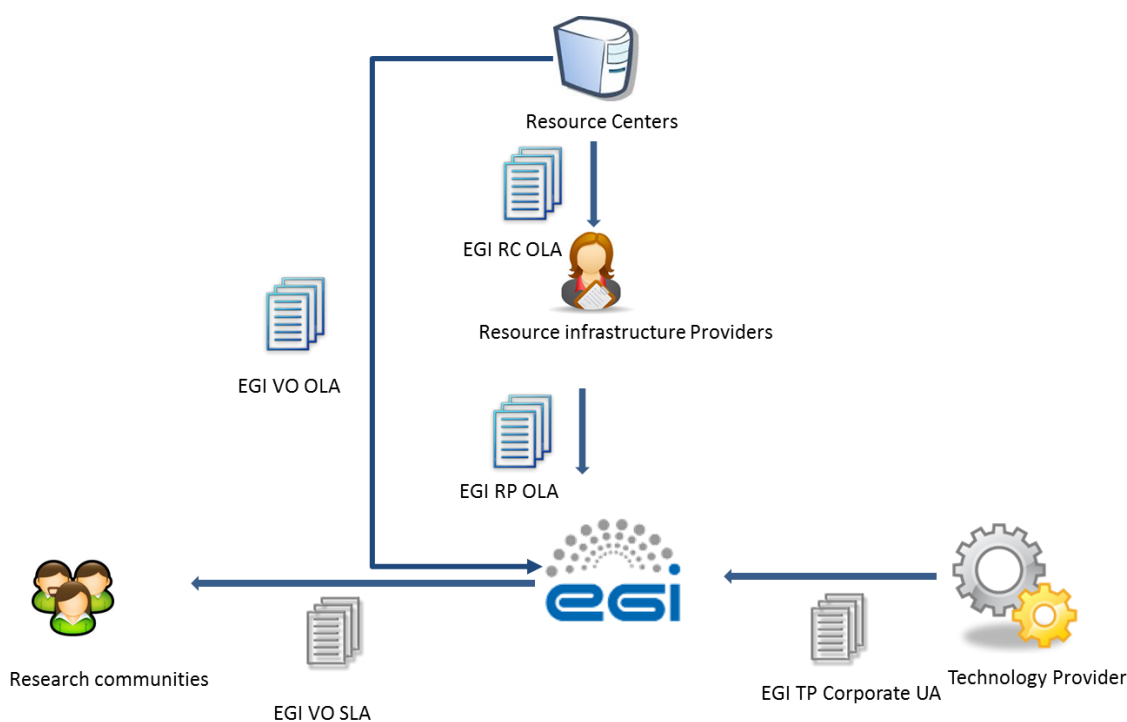 Resource Centers
EGI RC OLA
Resource infrastructure Providers
EGI VO OLA
EGI RP OLA
egi
Research communities
EGI VO SLA
EGI TP Corporate UA
Technology Provider